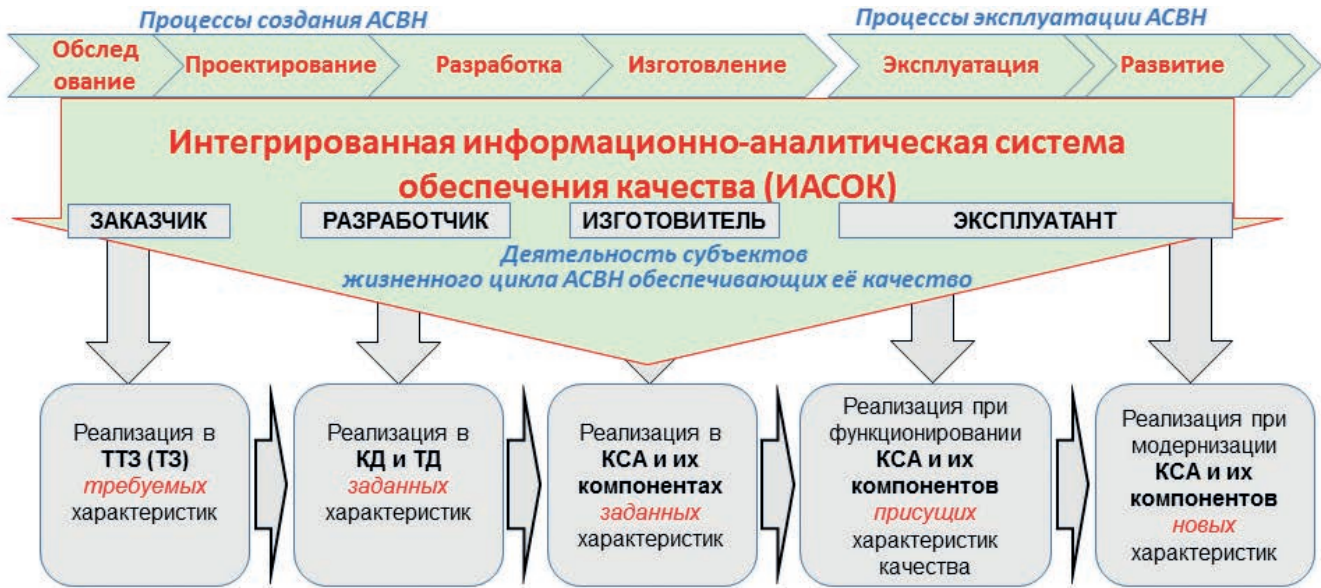 Процессы создания АСВН
Процессы эксплуатации АСВН
Обслед
ование
Проектирование
Разработка
Изготовление
Эксплуатация
Развитие
Интегрированная информационно-аналитическая система
обеспечения качества (ИАСОК)
ЗАКАЗЧИК
РАЗРАБОТЧИК
ИЗГОТОВИТЕЛЬ
ЭКСПЛУАТАНТ
Деятельность субъектов
жизненного цикла АСВН обеспечивающих её качество
Реализация в
ТТЗ (ТЗ)
требуемых
характеристик
Реализация в
КД и ТД
заданных
характеристик
Реализация в
КСА и их
компонентах
заданных
характеристик
Реализация при
функционировании
КСА и их
компонентов
присущих
характеристик
качества
Реализация при
модернизации
КСА и их
компонентов
новых
характеристик